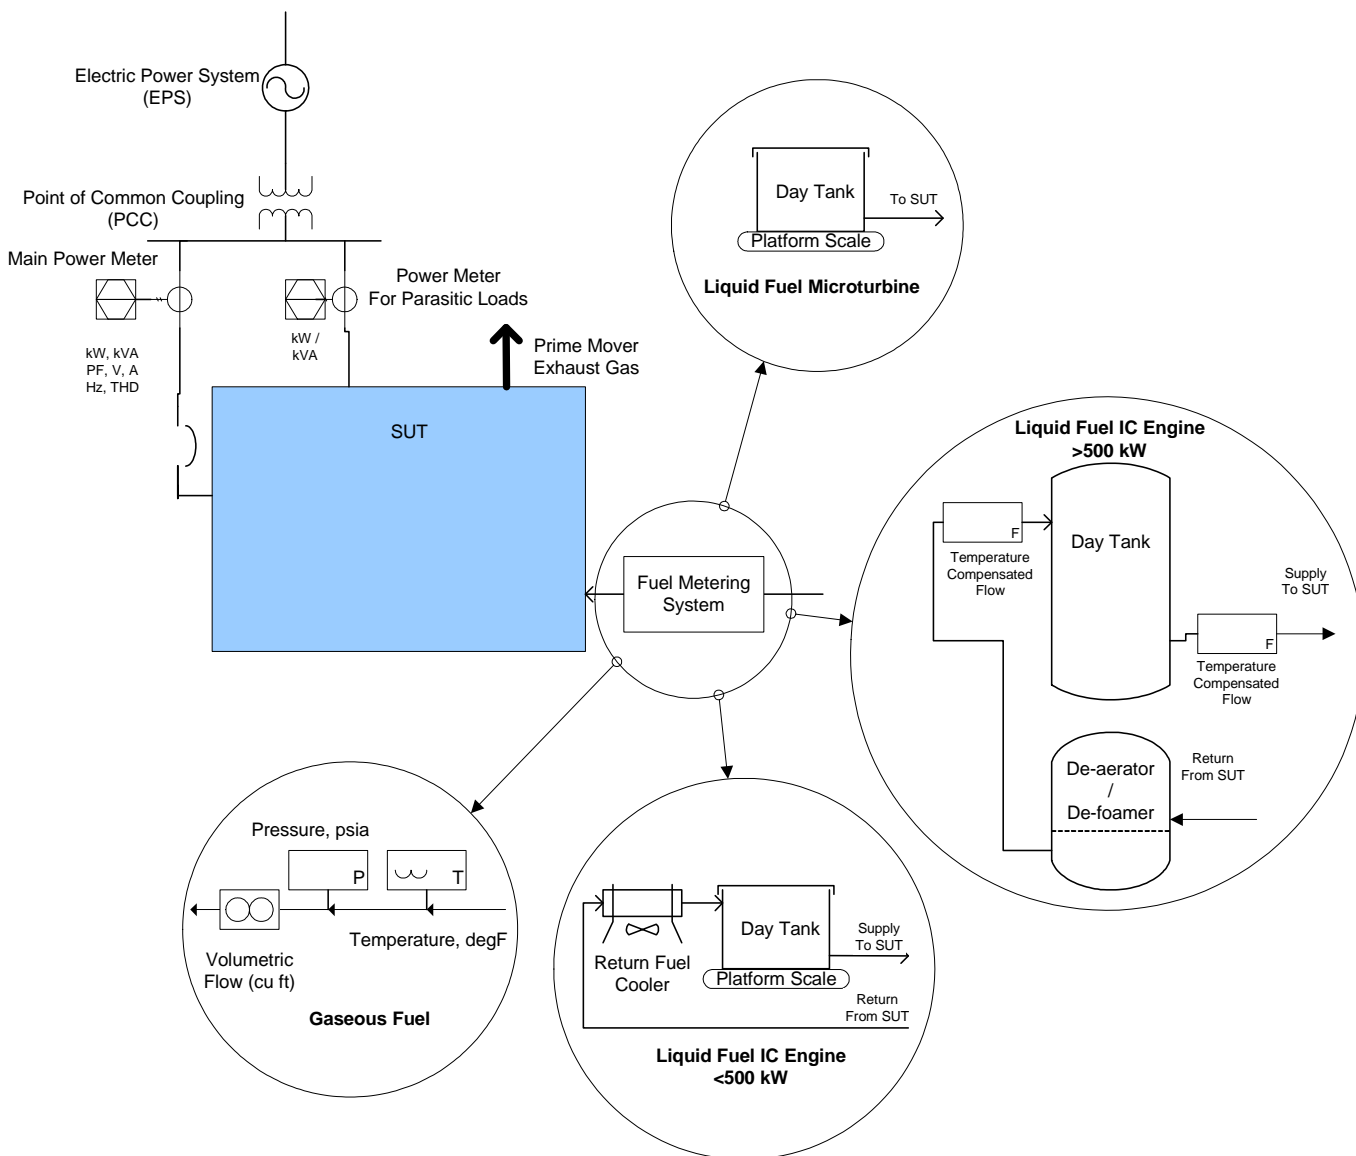 Electric Power System
(EPS)
Point of Common Coupling
(PCC)
Main Power Meter
Power Meter
For Parasitic Loads
kW, kVA
PF, V, A
Hz, THD
kW /
kVA
Prime Mover
Exhaust Gas
SUT
Fuel Metering
System
Day Tank
To SUT
Platform Scale
Liquid Fuel Microturbine
Liquid Fuel IC Engine
>500 kW
F
Temperature
Compensated
Flow
Day Tank
Supply
To SUT
F
Temperature
Compensated
Flow
De-aerator
/
De-foamer
Return
From SUT
Pressure, psia
P
T
Temperature, degF
Volumetric
Flow (cu ft)
Gaseous Fuel
Day Tank
Supply
To SUT
Return Fuel
Cooler
Platform Scale
Return
From SUT
Liquid Fuel IC Engine
<500 kW